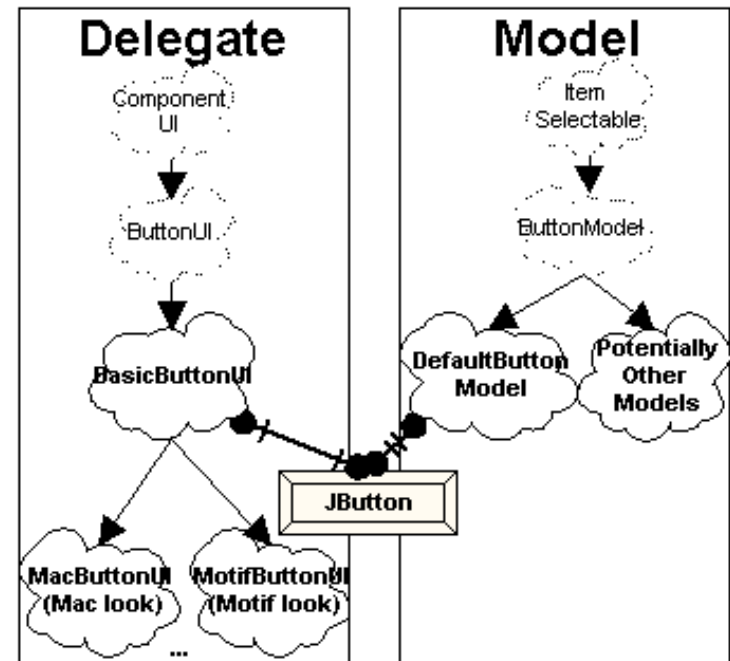 Delegate
Component
UI
ButtonUI
BasicButtonUI
MacButtonUI
(Mac look)
MotifButtonUI
(Motif look)
...
Model
Item
Selectable
ButtonModel
DefaultButton
Model
Potentially
Other
Models
JButton